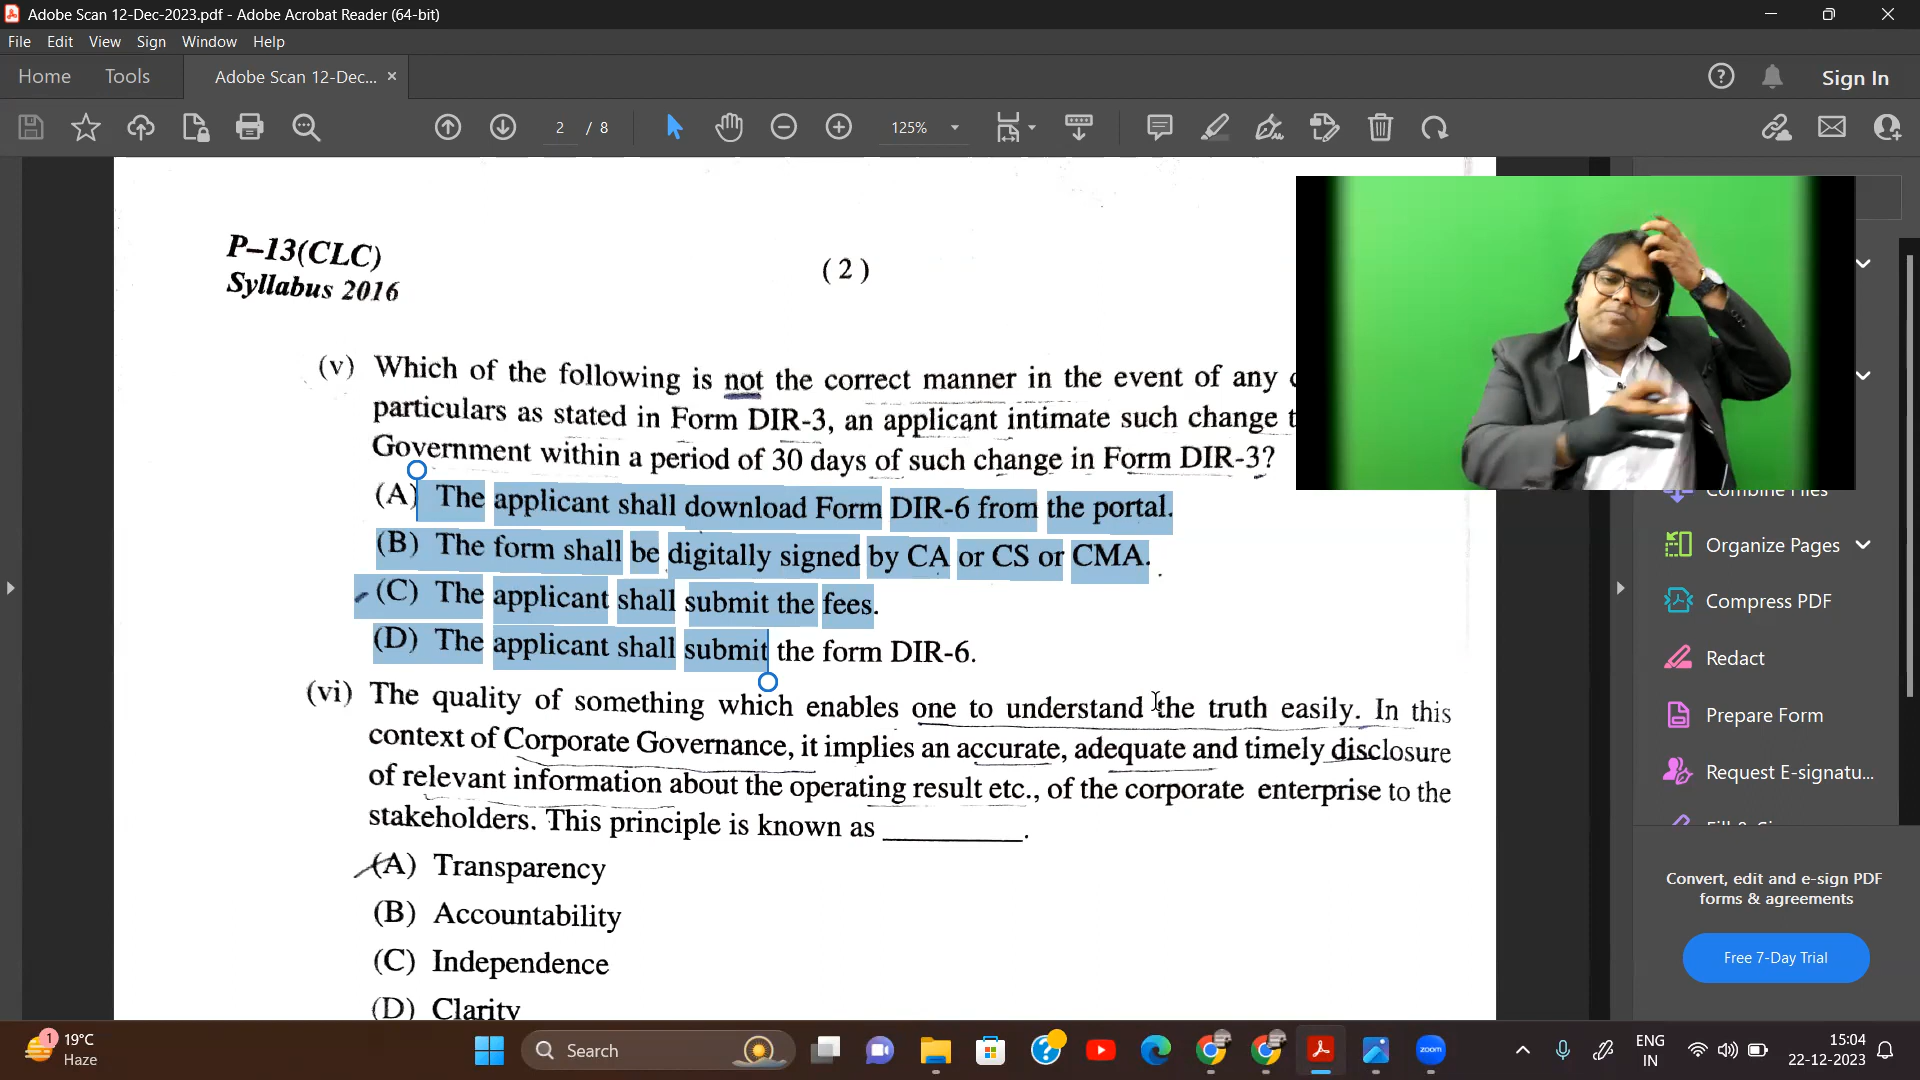 Adobe Scan 12-Dec-2023.pdf - Adobe Acrobat Reader (64-bit)
File Edit View Sign Window Help
Home Tools Adobe Scan 12-Dec... × Sign In
2 / 8 125%
P–13(CLC)
Syllabus 2016
( 2 )
(v) Which of the following is not the correct manner in the event of any
particulars as stated in Form DIR-3, an applicant intimate such change
Government within a period of 30 days of such change in Form DIR-3?
(A) The applicant shall download Form DIR-6 from the portal.
(B) The form shall be digitally signed by CA or CS or CMA.
(C) The applicant shall submit the fees.
(D) The applicant shall submit the form DIR-6.
(vi) The quality of something which enables one to understand the truth easily. In this
context of Corporate Governance, it implies an accurate, adequate and timely disclosure
of relevant information about the operating result etc., of the corporate enterprise to the
stakeholders. This principle is known as __________.
(A) Transparency
(B) Accountability
(C) Independence
(D) Clarity
Combine Files
Organize Pages
Compress PDF
Redact
Prepare Form
Request E-signatu...
Convert, edit and e-sign PDF
forms & agreements
Free 7-Day Trial
1
19°C
Haze
Search
zoom
ENG
IN
15:04
22-12-2023